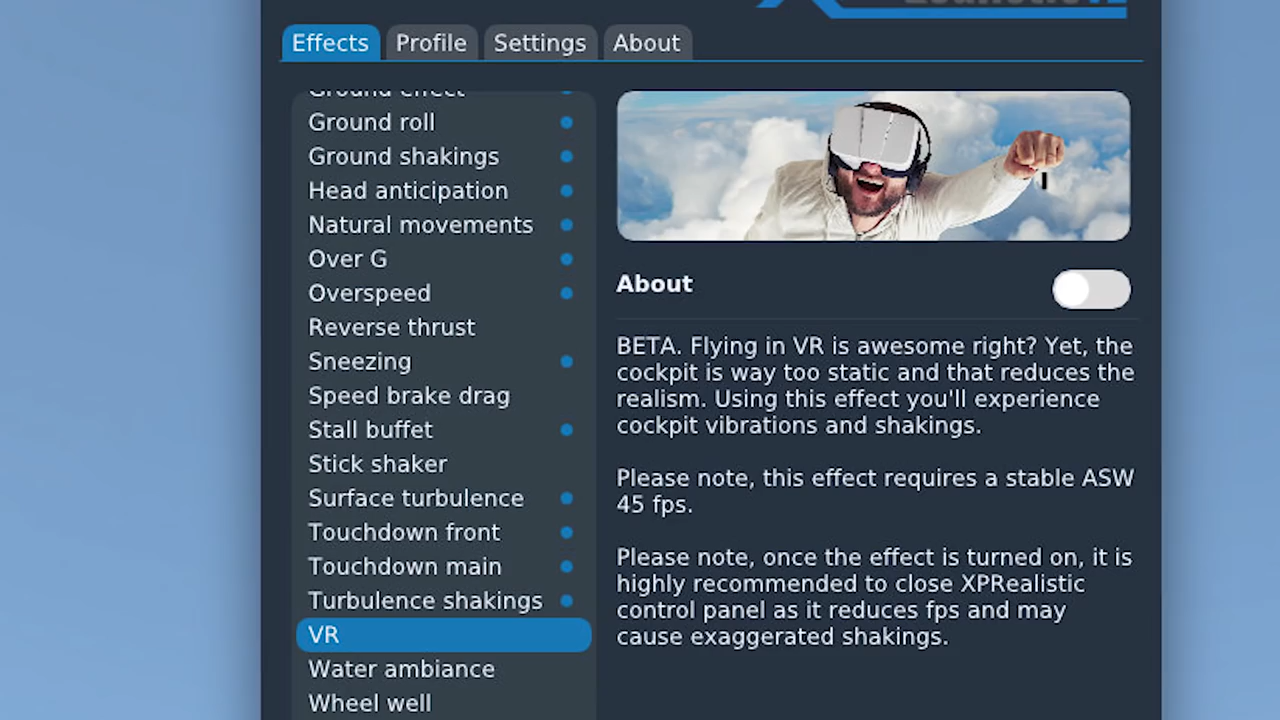 Effects
Profile
Settings
About
Ground effect
Ground roll
Ground shakings
Head anticipation
Natural movements
Over G
Overspeed
Reverse thrust
Sneezing
Speed brake drag
Stall buffet
Stick shaker
Surface turbulence
Touchdown front
Touchdown main
Turbulence shakings
VR
Water ambiance
Wheel well
About
BETA. Flying in VR is awesome right? Yet, the
cockpit is way too static and that reduces the
realism. Using this effect you'll experience
cockpit vibrations and shakings.
Please note, this effect requires a stable ASW
45 fps.
Please note, once the effect is turned on, it is
highly recommended to close XPRealistic
control panel as it reduces fps and may
cause exaggerated shakings.